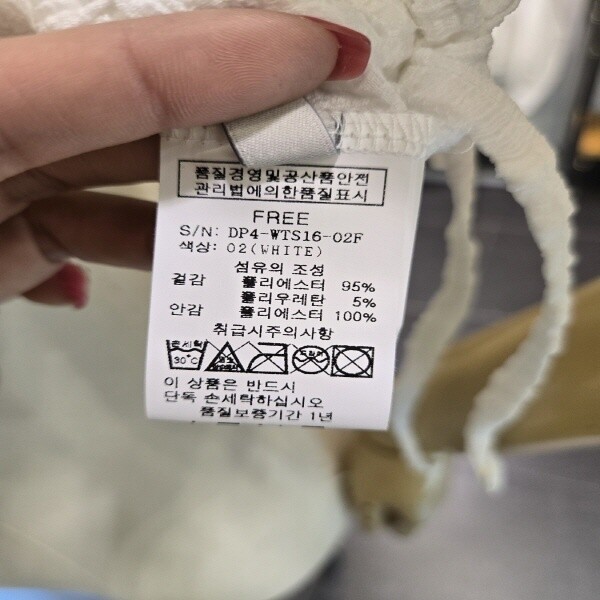 품질경영및공산품안전
관리법에의한품질표시
FREE
S/N: DP4-WTS16-02F
색상: 02(WHITE)
섬유의 조성
겉감 폴리에스터 95%
폴리우레탄 5%
안감 폴리에스터 100%
취급시주의사항
손세탁
30°C
이 상품은 반드시
단독 손세탁하십시오
품질보증기간 1년